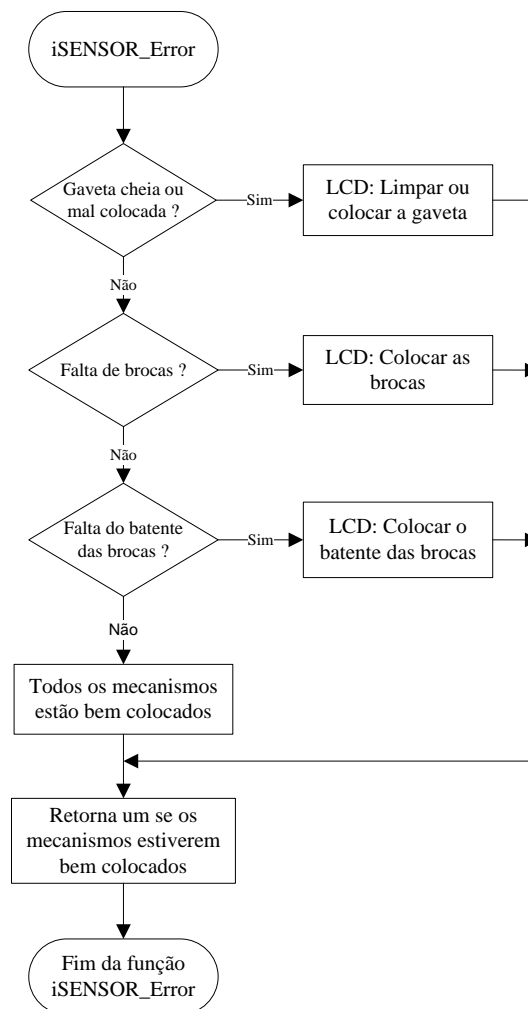 iSENSOR_Error
Gaveta cheia ou
mal colocada ?
Sim
LCD: Limpar ou
colocar a gaveta
Não
Falta de brocas ?
Sim
LCD: Colocar as
brocas
Não
Falta do batente
das brocas ?
Sim
LCD: Colocar o
batente das brocas
Não
Todos os mecanismos
estão bem colocados
Retorna um se os
mecanismos estiverem
bem colocados
Fim da função
iSENSOR_Error